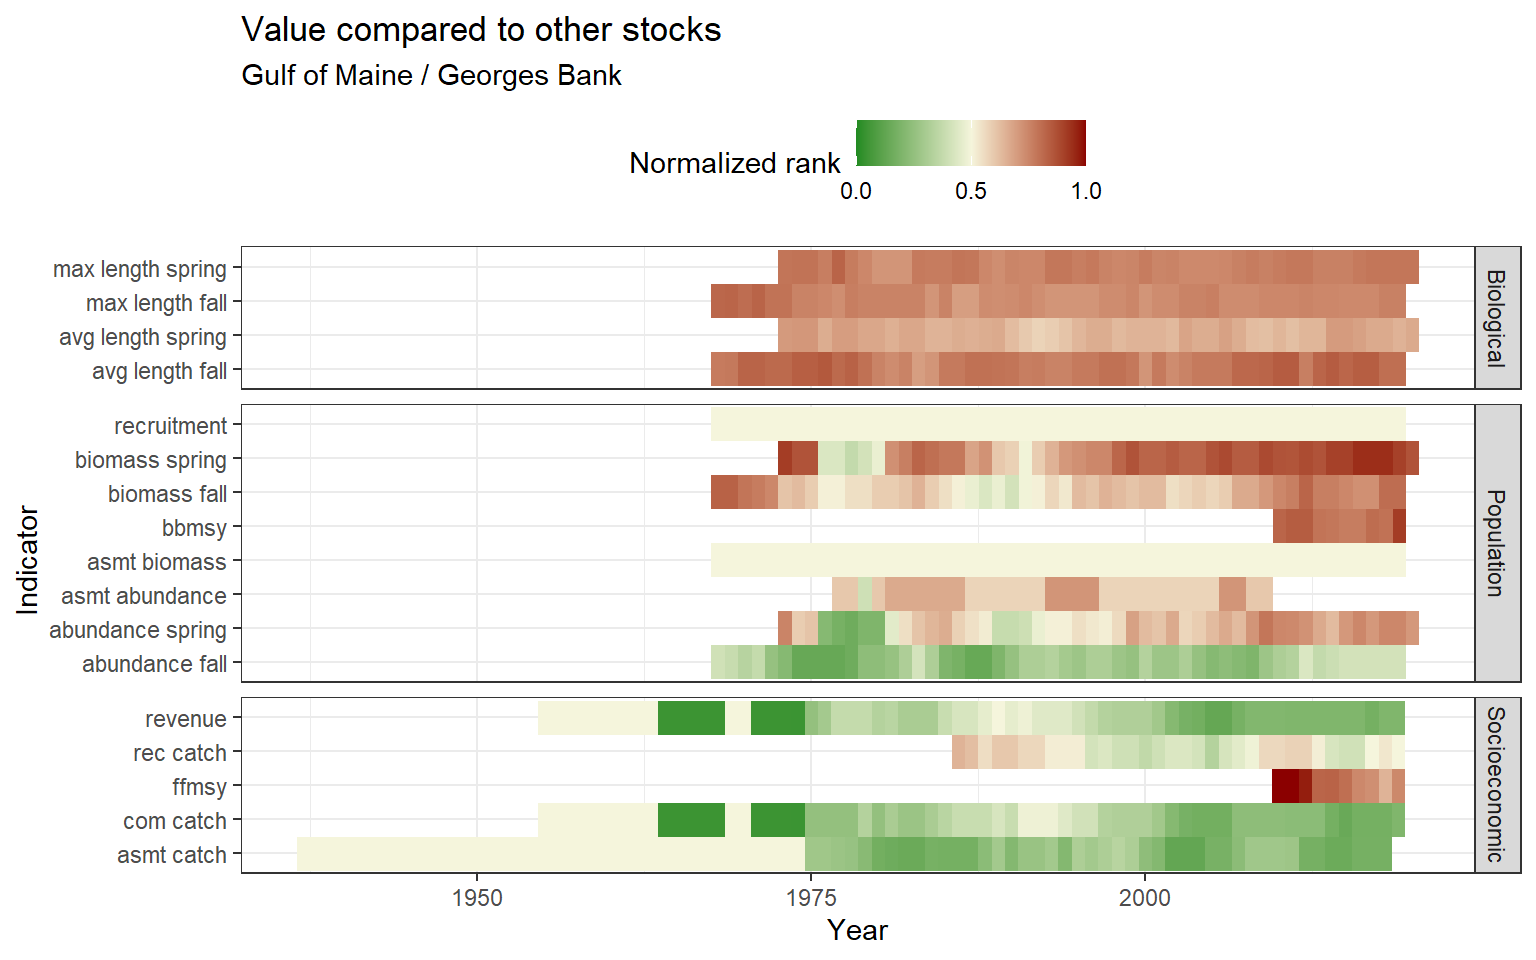 Value compared to other stocks
Gulf of Maine / Georges Bank
Normalized rank
0.0 0.5 1.0
max length spring
max length fall
avg length spring
avg length fall
Biological
recruitment
biomass spring
biomass fall
bbmsy
asmt biomass
asmt abundance
abundance spring
abundance fall
Population
revenue
rec catch
ffmsy
com catch
asmt catch
Socioeconomic
Indicator
1950 1975 2000
Year